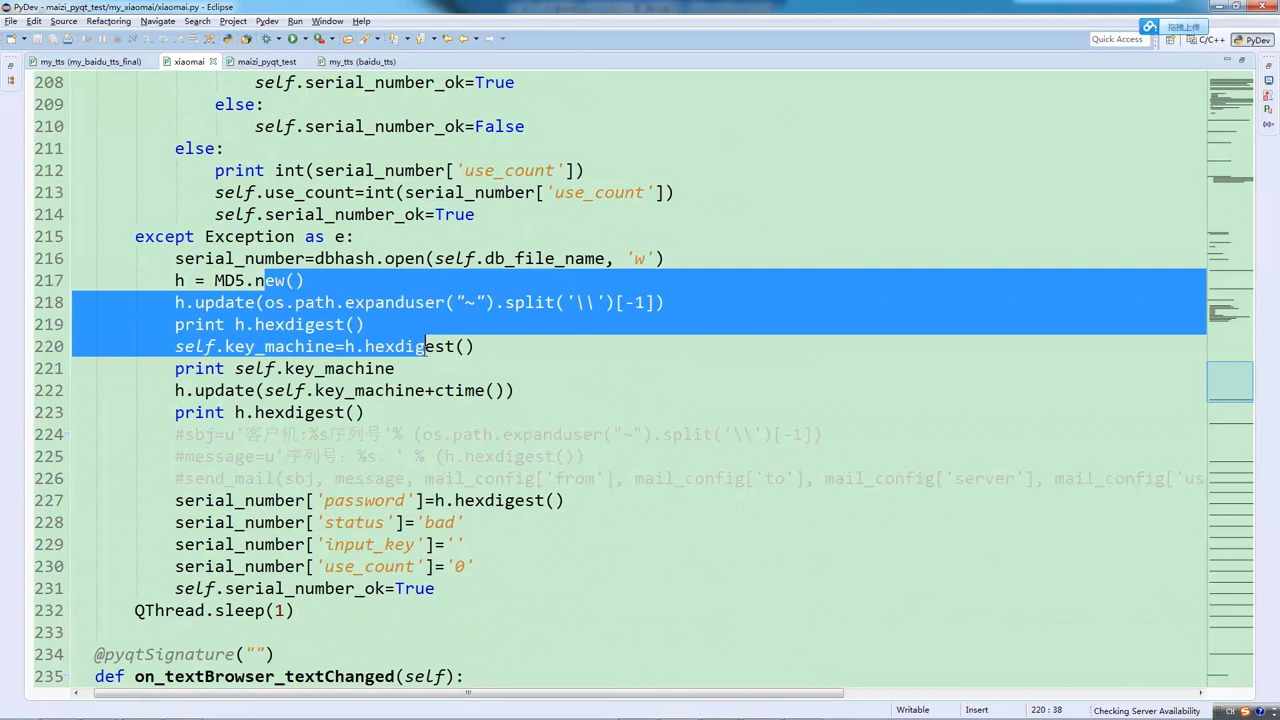 PyDev - maizi_pyqt_test/my_xiaomai/xiaomai.py - Eclipse
File Edit Source Refactoring Navigate Search Project Pydev Run Window Help
拖拽上传
Quick Access C/C++ PyDev
my_tts (my_baidu_tts_final) xiaomai maizi_pyqt_test my_tts (baidu_tts)
208 self.serial_number_ok=True
209 else:
210 self.serial_number_ok=False
211 else:
212 print int(serial_number['use_count'])
213 self.use_count=int(serial_number['use_count'])
214 self.serial_number_ok=True
215 except Exception as e:
216 serial_number=dbhash.open(self.db_file_name, 'w')
217 h = MD5.new()
218 h.update(os.path.expanduser("~").split('\\')[-1])
219 print h.hexdigest()
220 self.key_machine=h.hexdigest()
221 print self.key_machine
222 h.update(self.key_machine+ctime())
223 print h.hexdigest()
224 #sbj=u'客户机:%s序列号'% (os.path.expanduser("~").split('\\')[-1])
225 #message=u'序列号：%s。' % (h.hexdigest())
226 #send_mail(sbj, message, mail_config['from'], mail_config['to'], mail_config['server'], mail_config['us
227 serial_number['password']=h.hexdigest()
228 serial_number['status']='bad'
229 serial_number['input_key']=''
230 serial_number['use_count']='0'
231 self.serial_number_ok=True
232 QThread.sleep(1)
233
234 @pyqtSignature("")
235 def on_textBrowser_textChanged(self):
Writable Insert 220 : 38 Checking Server Availability
CH